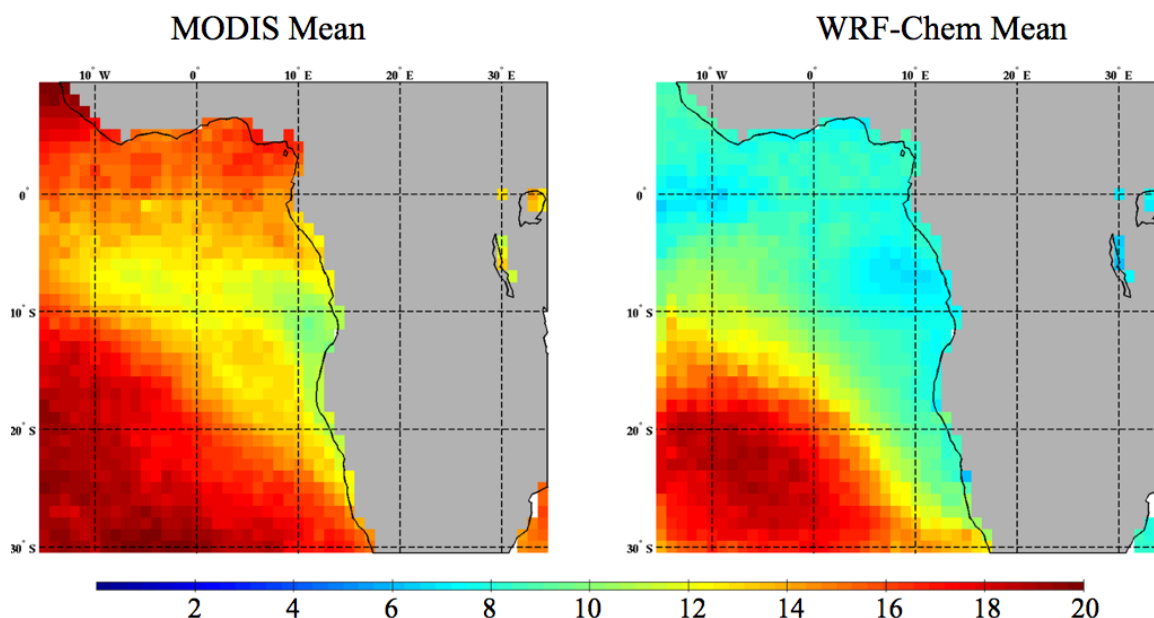 MODIS Mean WRF-Chem Mean
10° W 0° 10° E 20° E 30° E 10° W 0° 10° E 20° E 30° E
0° 0°
10° S 10° S
20° S 20° S
30° S 30° S
2 4 6 8 10 12 14 16 18 20